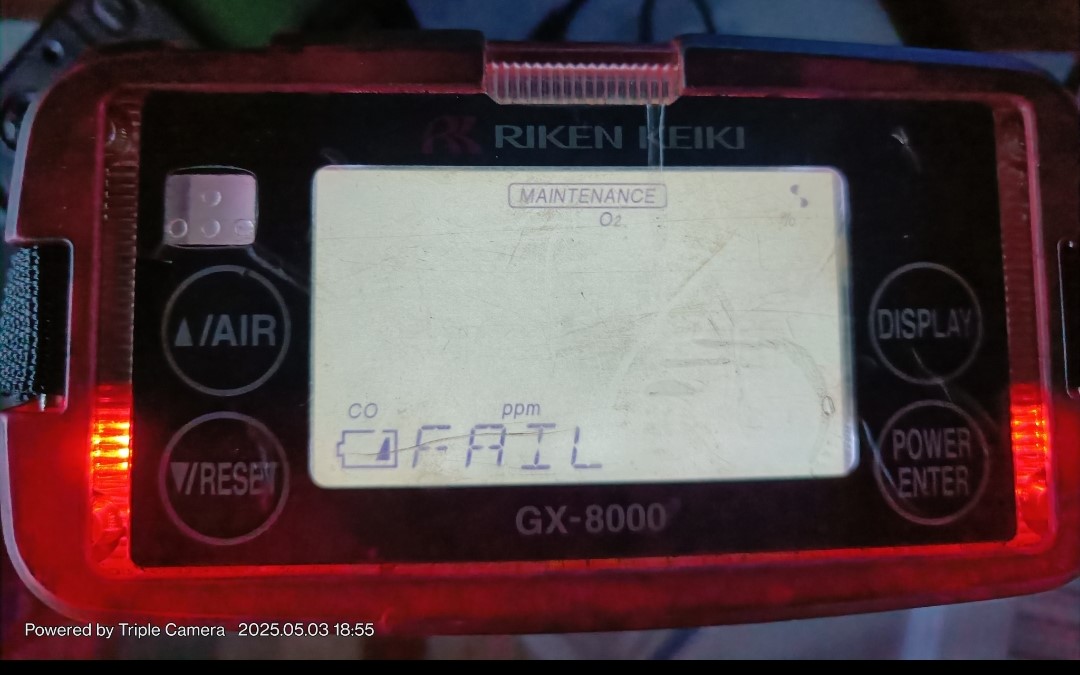 RIKEN KEIKI
MAINTENANCE
O₂
▲/AIR
DISPLAY
CO ppm
FAIL
▼/RESET
POWER
ENTER
GX-8000
Powered by Triple Camera 2025.05.03 18:55